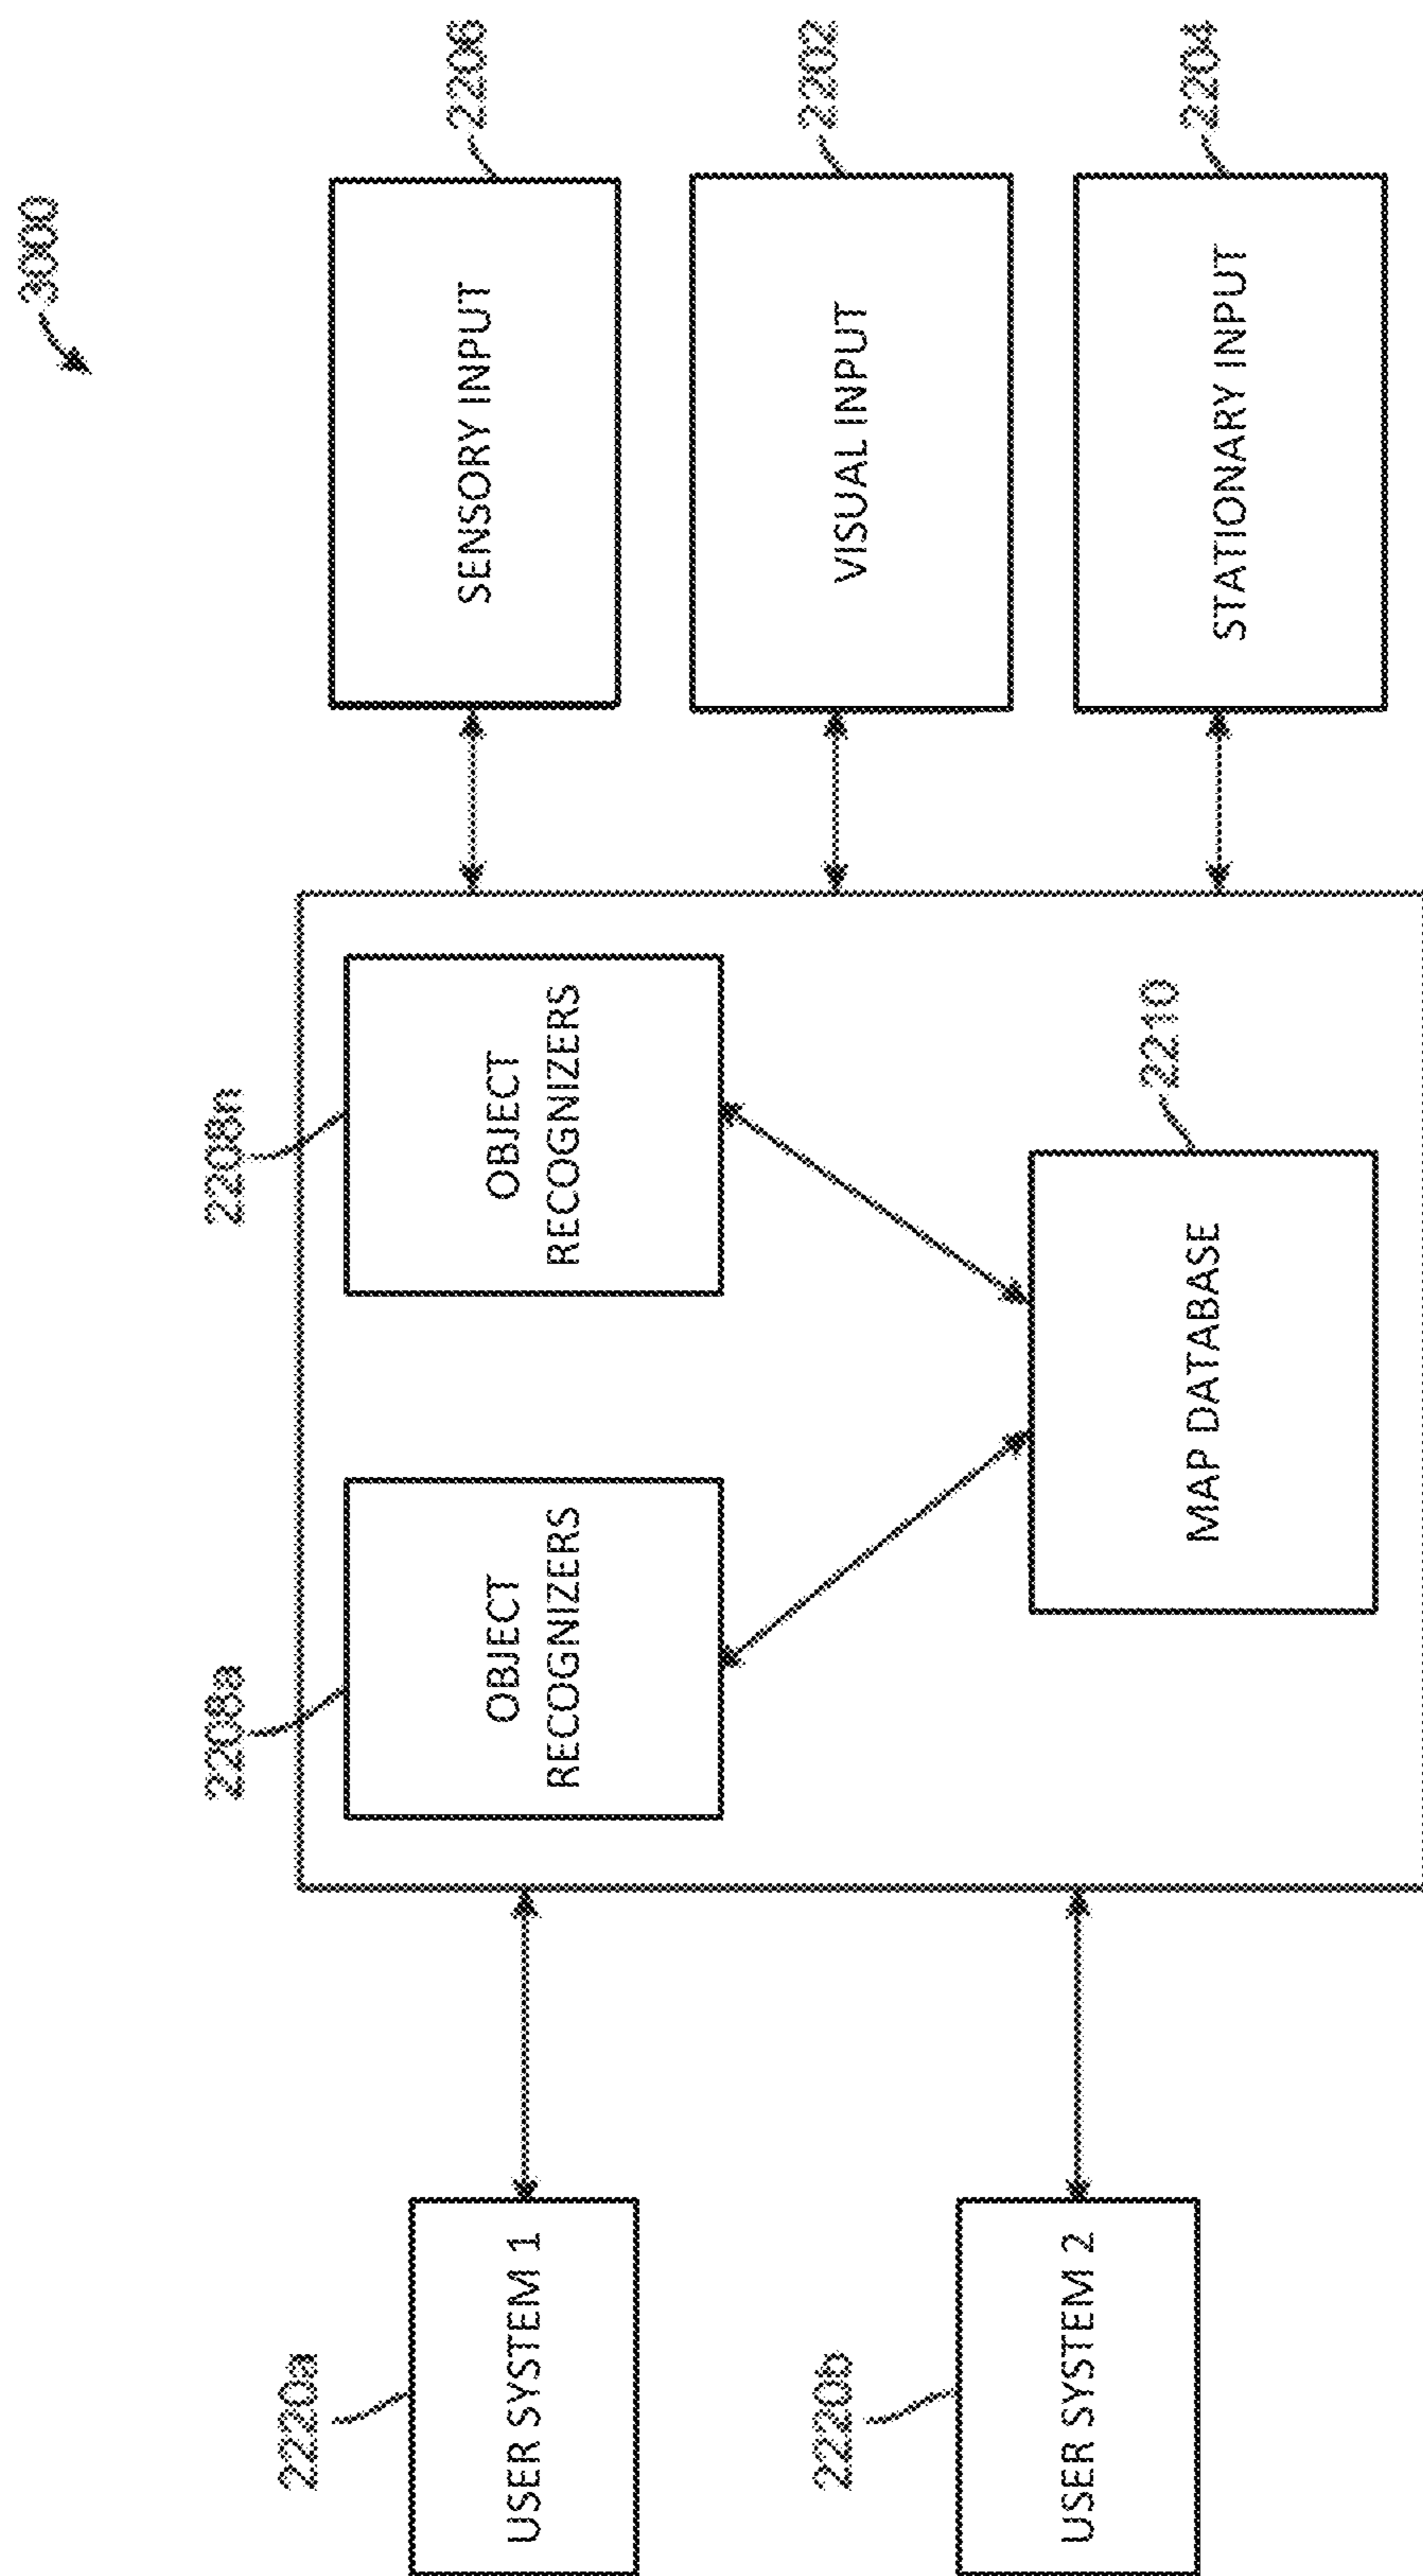 3000
2208a
2208n
2220a
USER SYSTEM 1
OBJECT
RECOGNIZERS
OBJECT
RECOGNIZERS
SENSORY INPUT
2206
VISUAL INPUT
2202
2220b
USER SYSTEM 2
MAP DATABASE
2210
STATIONARY INPUT
2204